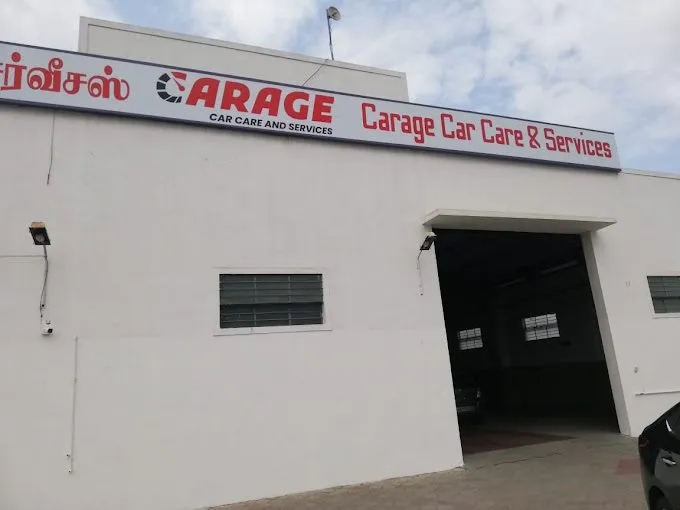 ர்வீசஸ்
CARAGE
CAR CARE AND SERVICES
Carage Car Care & Services